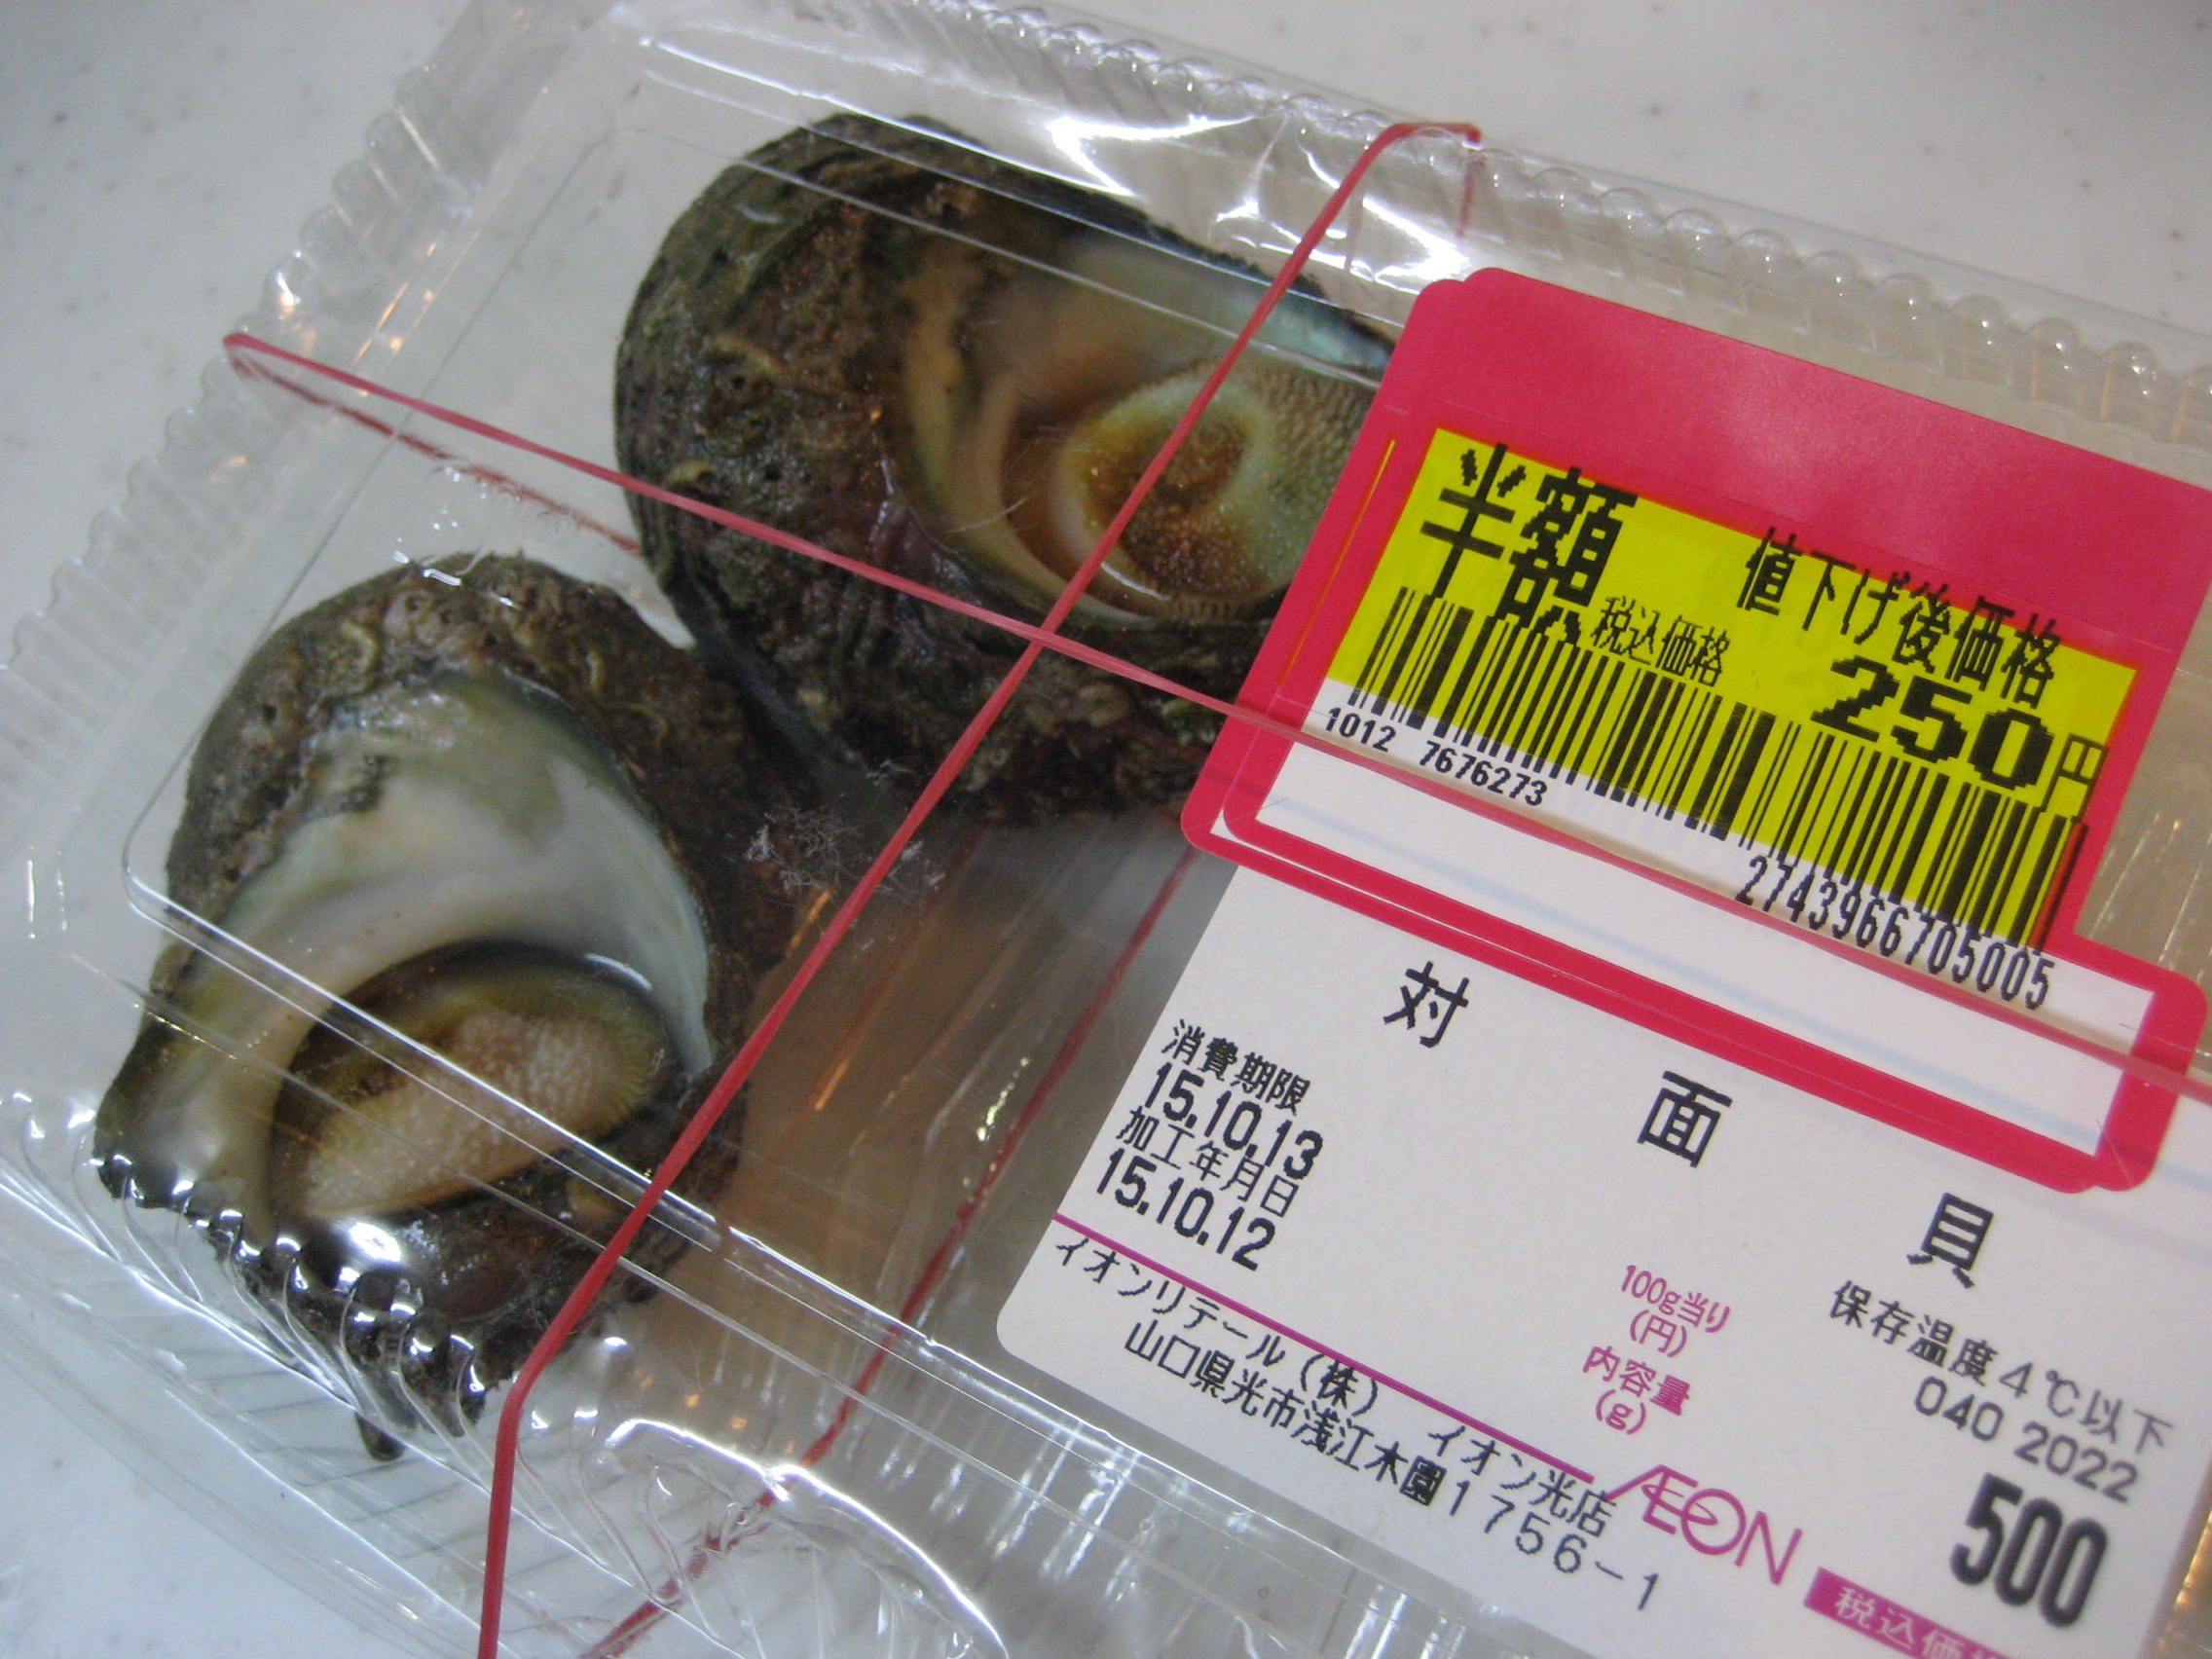 半額
値下げ後価格
税込価格
250円
1012 7676273
2743966705005
対面貝
消費期限
15.10.13
加工年月日
15.10.12
100g当り
(円)
内容量
(g)
保存温度4℃以下
040 2022
500
イオンリテール(株) イオン光店
山口県光市浅江木園1756-1
ÆON
税込価格